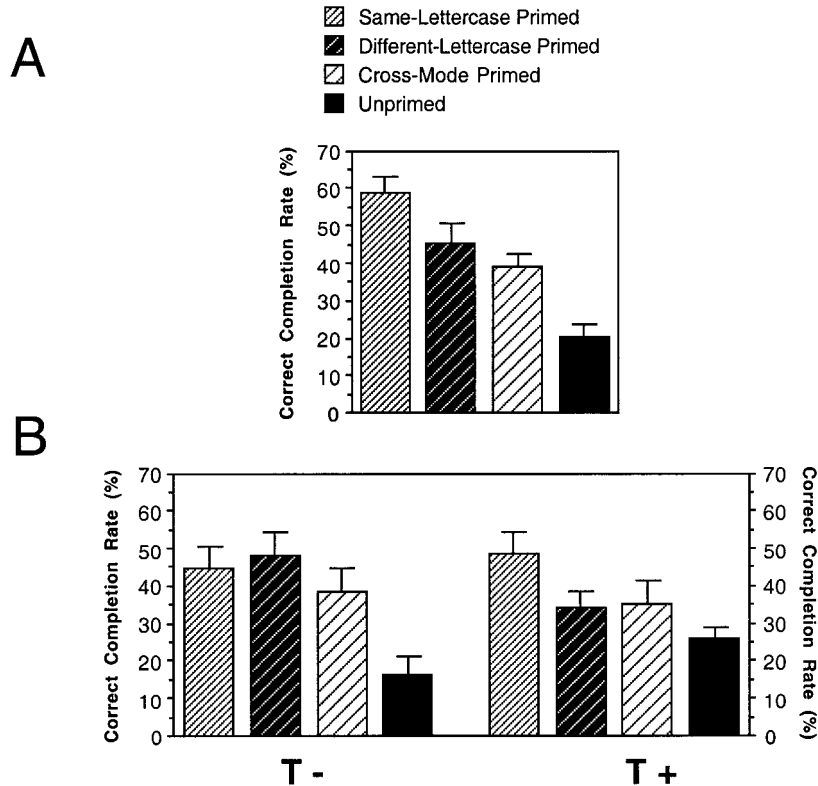 A
Same-Lettercase Primed
Different-Lettercase Primed
Cross-Mode Primed
Unprimed
Correct Completion Rate (%)
70
60
50
40
30
20
10
0
B
Correct Completion Rate (%)
70
60
50
40
30
20
10
0
T -
T +
70
60
50
40
30
20
10
0
Correct Completion Rate (%)